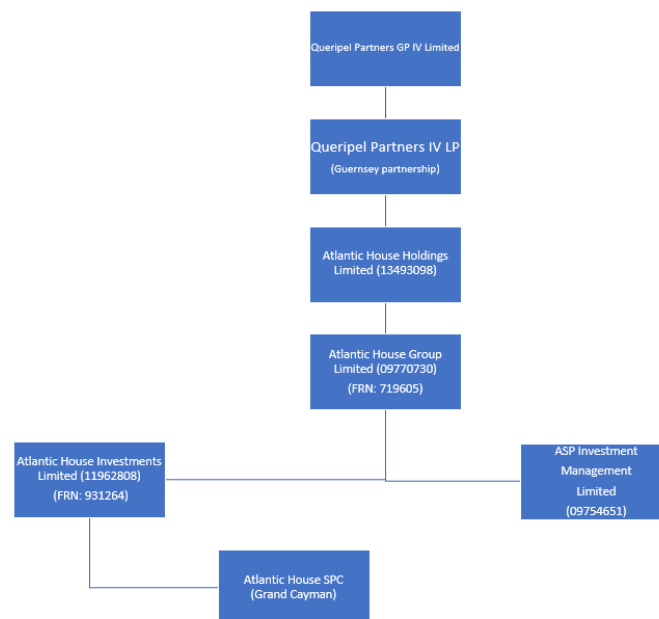 Queripel Partners GP IV Limited
Queripel Partners IV LP
(Guernsey partnership)
Atlantic House Holdings
Limited (13493098)
Atlantic House Group
Limited (09770730)
(FRN: 719605)
Atlantic House Investments
Limited (11962808)
(FRN: 931264)
ASP Investment
Management
Limited
(09754651)
Atlantic House SPC
(Grand Cayman)